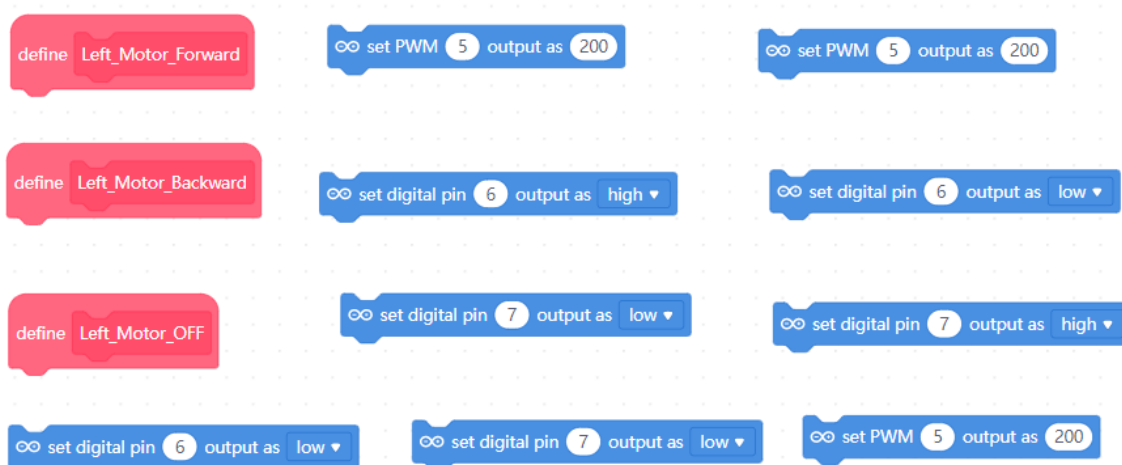 define Left_Motor_Forward
set PWM 5 output as 200
set PWM 5 output as 200
define Left_Motor_Backward
set digital pin 6 output as high
set digital pin 6 output as low
define Left_Motor_OFF
set digital pin 7 output as low
set digital pin 7 output as high
set digital pin 6 output as low
set digital pin 7 output as low
set PWM 5 output as 200